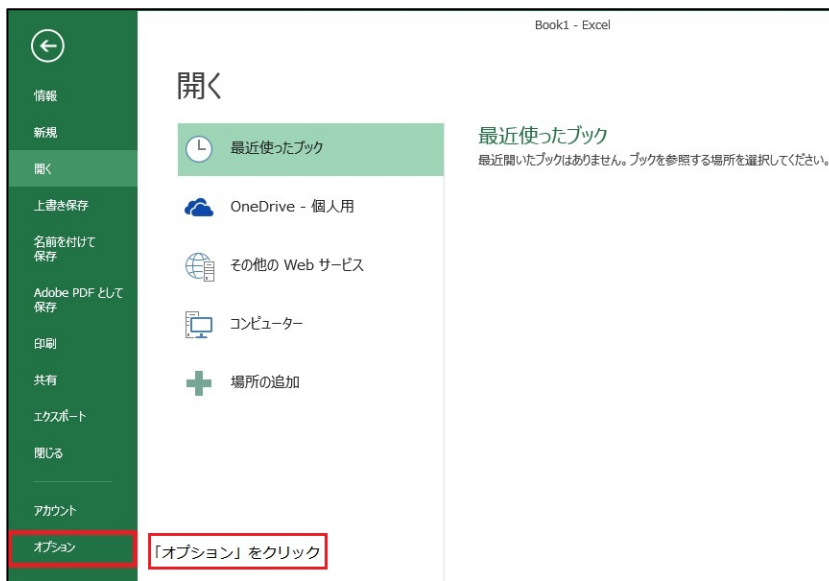 Book1 - Excel
情報
新規
開く
上書き保存
名前を付けて
保存
Adobe PDF として
保存
印刷
共有
エクスポート
閉じる
アカウント
オプション
「オプション」をクリック
開く
最近使ったブック
OneDrive - 個人用
その他の Web サービス
コンピューター
場所の追加
最近使ったブック
最近開いたブックはありません。ブックを参照する場所を選択してください。